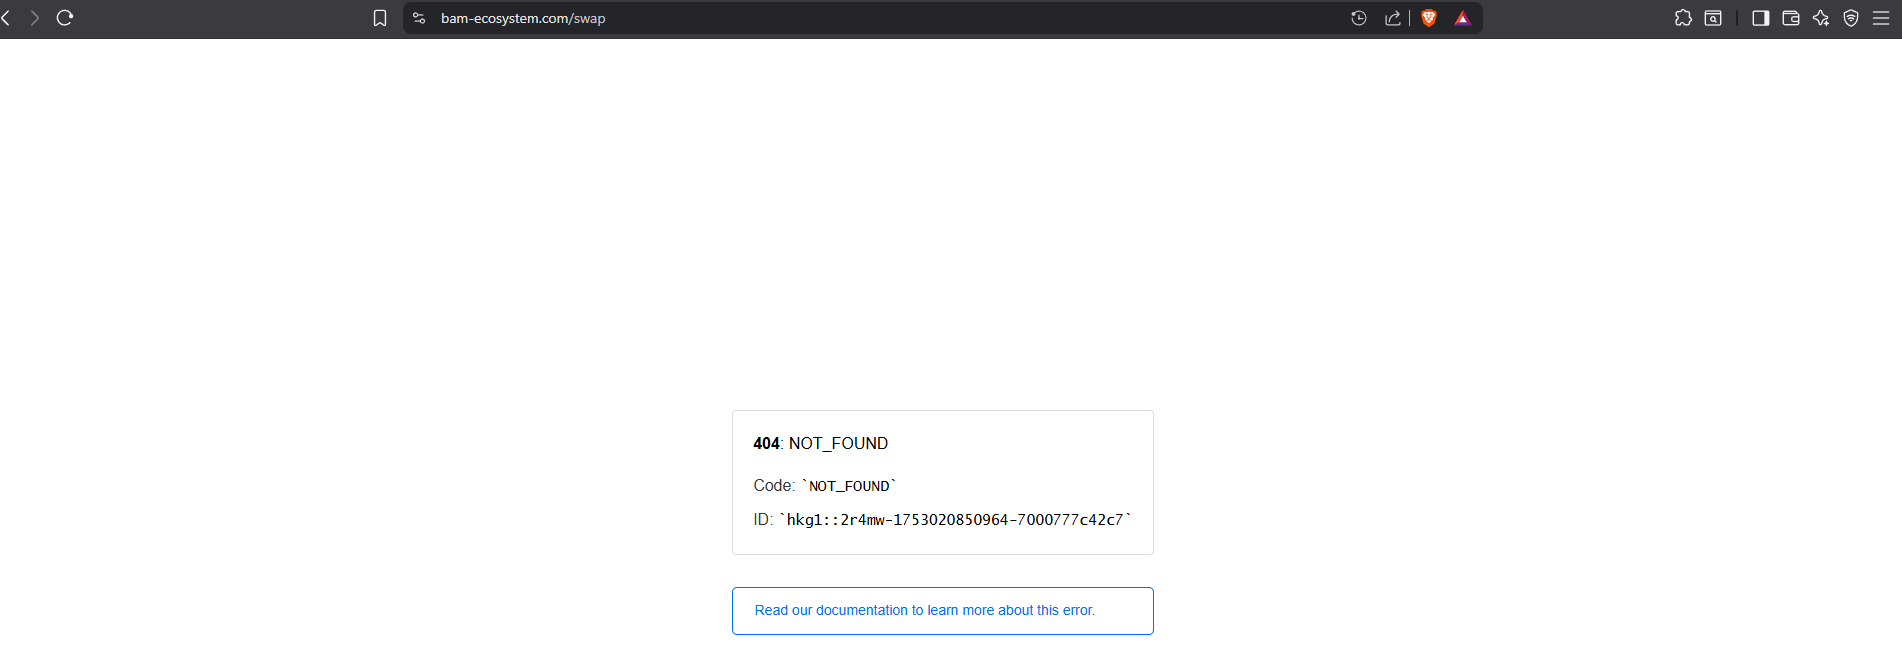 bam-ecosystem.com/swap
404: NOT_FOUND
Code: `NOT_FOUND`
ID: `hkg1::2r4mw-1753020850964-7000777c42c7`
Read our documentation to learn more about this error.